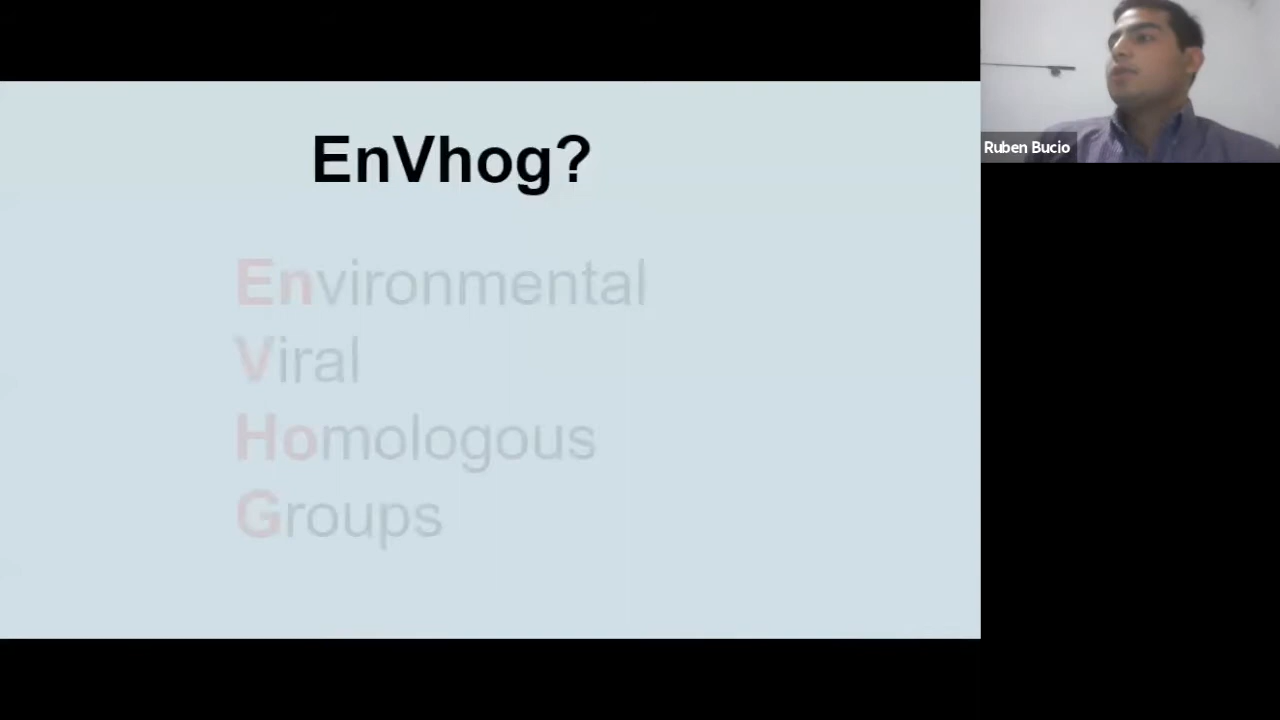 EnVhog?
Environmental
Viral
Homologous
Groups
Ruben Bucio